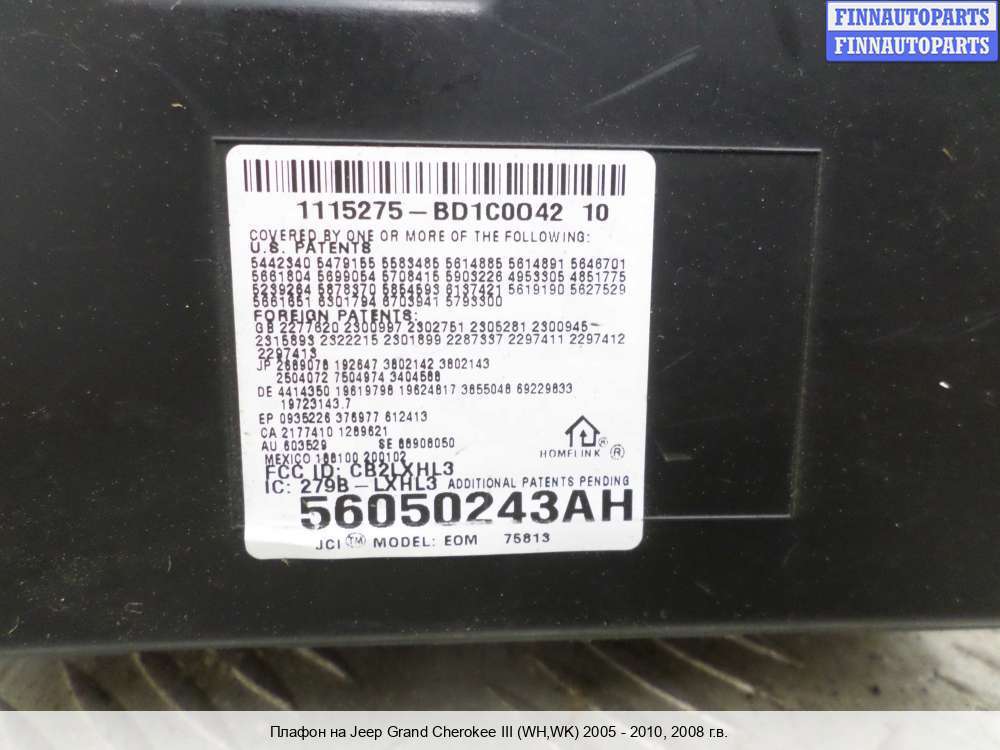 FINNAUTOPARTS
FINNAUTOPARTS
1115275-BD1C0042 10
COVERED BY ONE OR MORE OF THE FOLLOWING:
U.S. PATENTS
5442340 5479155 5583485 5614885 5614891 5646701
5661804 5699054 5708415 5903226 4953305 4851775
5239264 5878370 5854593 6137421 5619190 5627529
5661651 6301794 6703941 5793300
FOREIGN PATENTS:
GB 2277620 2300997 2302751 2305281 2300945
2315893 2322215 2301899 2287337 2297411 2297412
2297413
JP 2689078 192647 3802142 3802143
2504072 7504974 3404588
DE 4414350 19619798 19624817 3855048 69229833
19723143.7
EP 0935226 376977 612413
CA 2177410 1289621
AU 603529 SE 88908050
MEXICO 188100 200102
HOMELINK ®
FCC ID: CB2LXHL3
IC: 279B-LXHL3 ADDITIONAL PATENTS PENDING
56050243AH
JCI TM MODEL: EOM 75813
Плафон на Jeep Grand Cherokee III (WH,WK) 2005 - 2010, 2008 г.в.